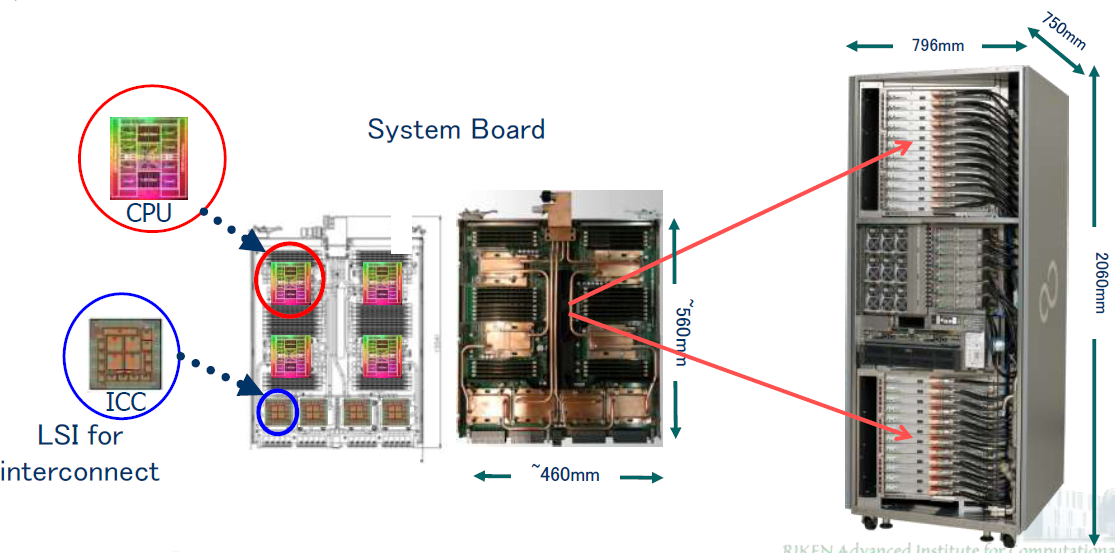 796mm
750mm
System Board
CPU
2060mm
~560mm
ICC
LSI for
interconnect
~460mm
RIKEN Advanced Institute for Computational